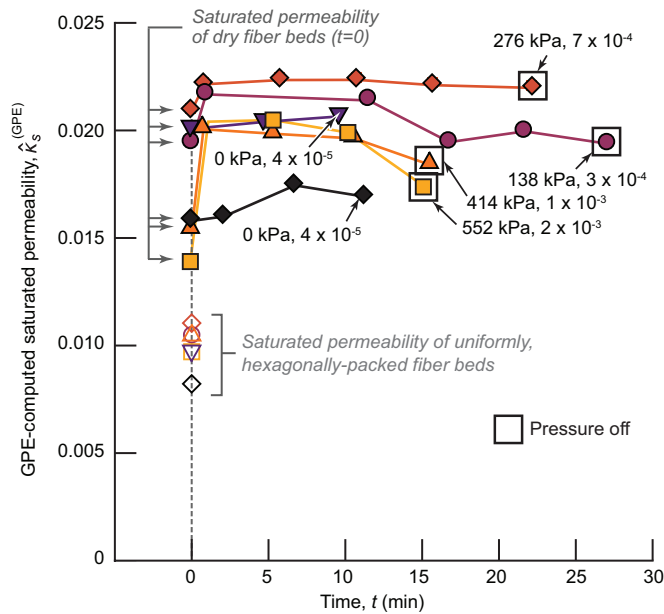 Saturated permeability
of dry fiber beds (t=0)
276 kPa, 7 x 10⁻⁴
0.025
0.020
0.015
0.010
0.005
0
GPE-computed saturated permeability, K̂ₛ⁽ᴳᴾᴱ⁾
0 kPa, 4 x 10⁻⁵
138 kPa, 3 x 10⁻⁴
414 kPa, 1 x 10⁻³
552 kPa, 2 x 10⁻³
0 kPa, 4 x 10⁻⁵
Saturated permeability of uniformly,
hexagonally-packed fiber beds
Pressure off
0 5 10 15 20 25 30
Time, t (min)